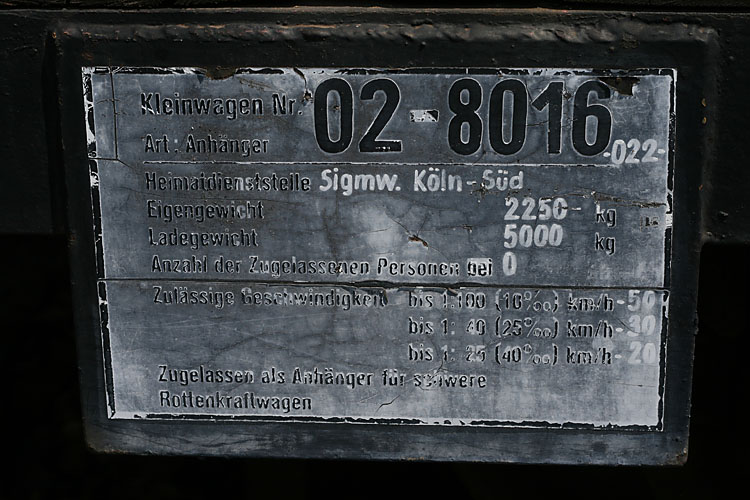 Kleinwagen Nr. 02-8016
-022-
Art: Anhänger
Heimatdienststelle Sigmw. Köln-Süd
Eigengewicht 2250 kg
Ladegewicht 5000 kg
Anzahl der Zugelassenen Personen bei 0
Zulässige Geschwindigkeit bis 1:100 (10‰) km/h-50
bis 1: 40 (25‰) km/h-30
bis 1: 25 (40‰) km/h-20
Zugelassen als Anhänger für schwere
Rottenkraftwagen